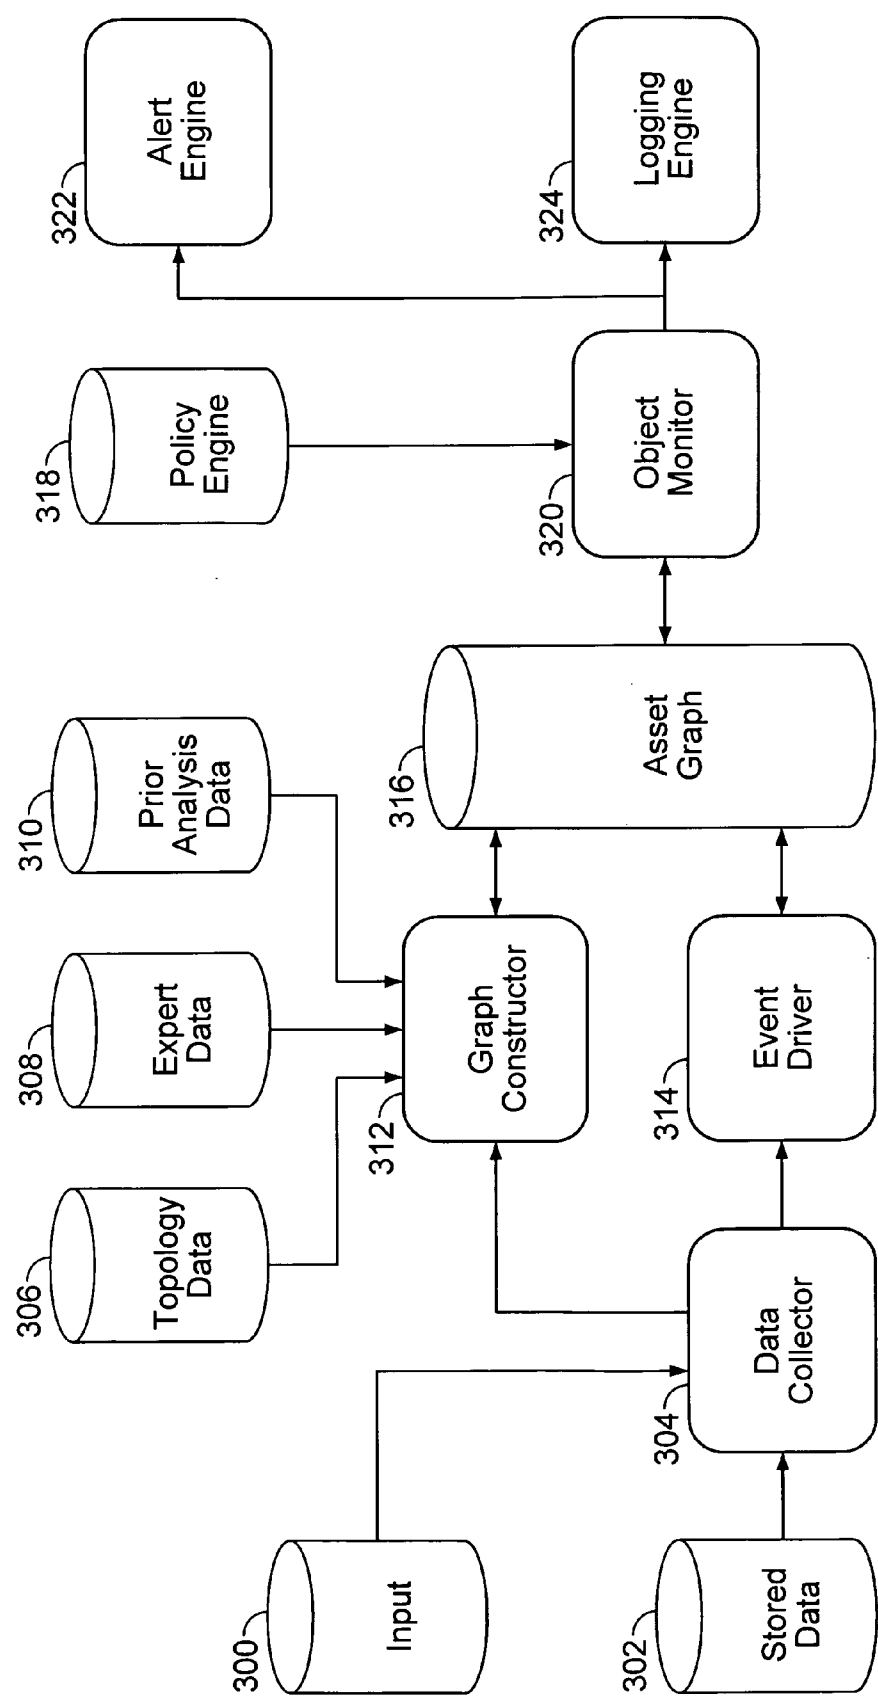 300
Input
302
Stored
Data
304
Data
Collector
306
Topology
Data
308
Expert
Data
310
Prior
Analysis
Data
312
Graph
Constructor
314
Event
Driver
316
Asset
Graph
318
Policy
Engine
320
Object
Monitor
322
Alert
Engine
324
Logging
Engine